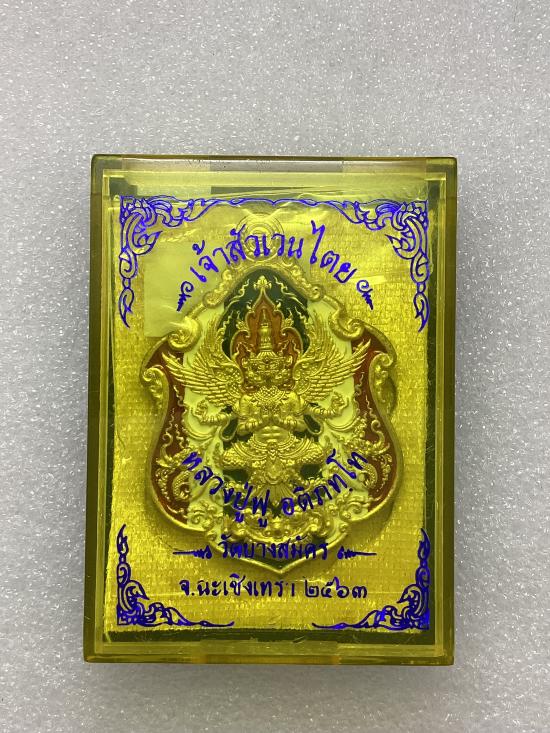 เจ้าสัวเวนไตย
หลวงปู่ฟู อติภทฺโท
วัดบางสมัคร
จ.ฉะเชิงเทรา ๒๕๖๓